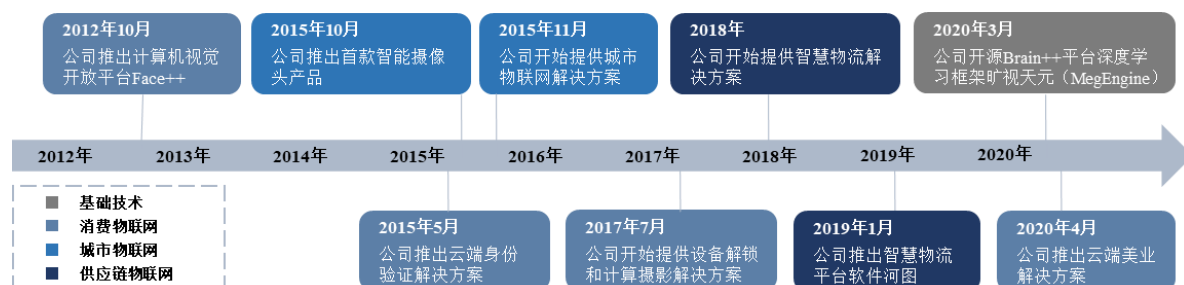 2012年10月
公司推出计算机视觉
开放平台Face++
2015年10月
公司推出首款智能摄像
头产品
2015年11月
公司开始提供城市
物联网解决方案
2018年
公司开始提供智慧物流解
决方案
2020年3月
公司开源Brain++平台深度学
习框架旷视天元（MegEngine）
2012年 2013年 2014年 2015年 2016年 2017年 2018年 2019年 2020年
基础技术
消费物联网
城市物联网
供应链物联网
2015年5月
公司推出云端身份
验证解决方案
2017年7月
公司开始提供设备解锁
和计算摄影解决方案
2019年1月
公司推出智慧物流
平台软件河图
2020年4月
公司推出云端美业
解决方案